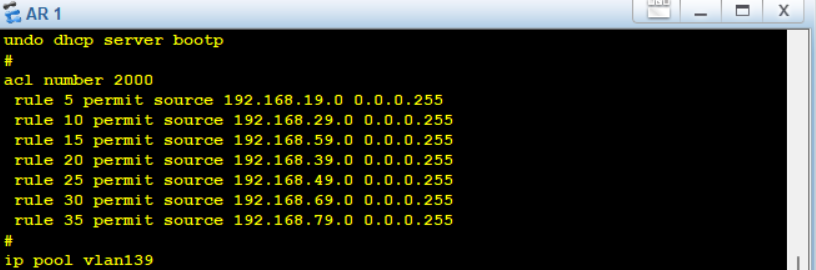 AR 1
undo dhcp server bootp
#
acl number 2000
rule 5 permit source 192.168.19.0 0.0.0.255
rule 10 permit source 192.168.29.0 0.0.0.255
rule 15 permit source 192.168.59.0 0.0.0.255
rule 20 permit source 192.168.39.0 0.0.0.255
rule 25 permit source 192.168.49.0 0.0.0.255
rule 30 permit source 192.168.69.0 0.0.0.255
rule 35 permit source 192.168.79.0 0.0.0.255
#
ip pool vlan139